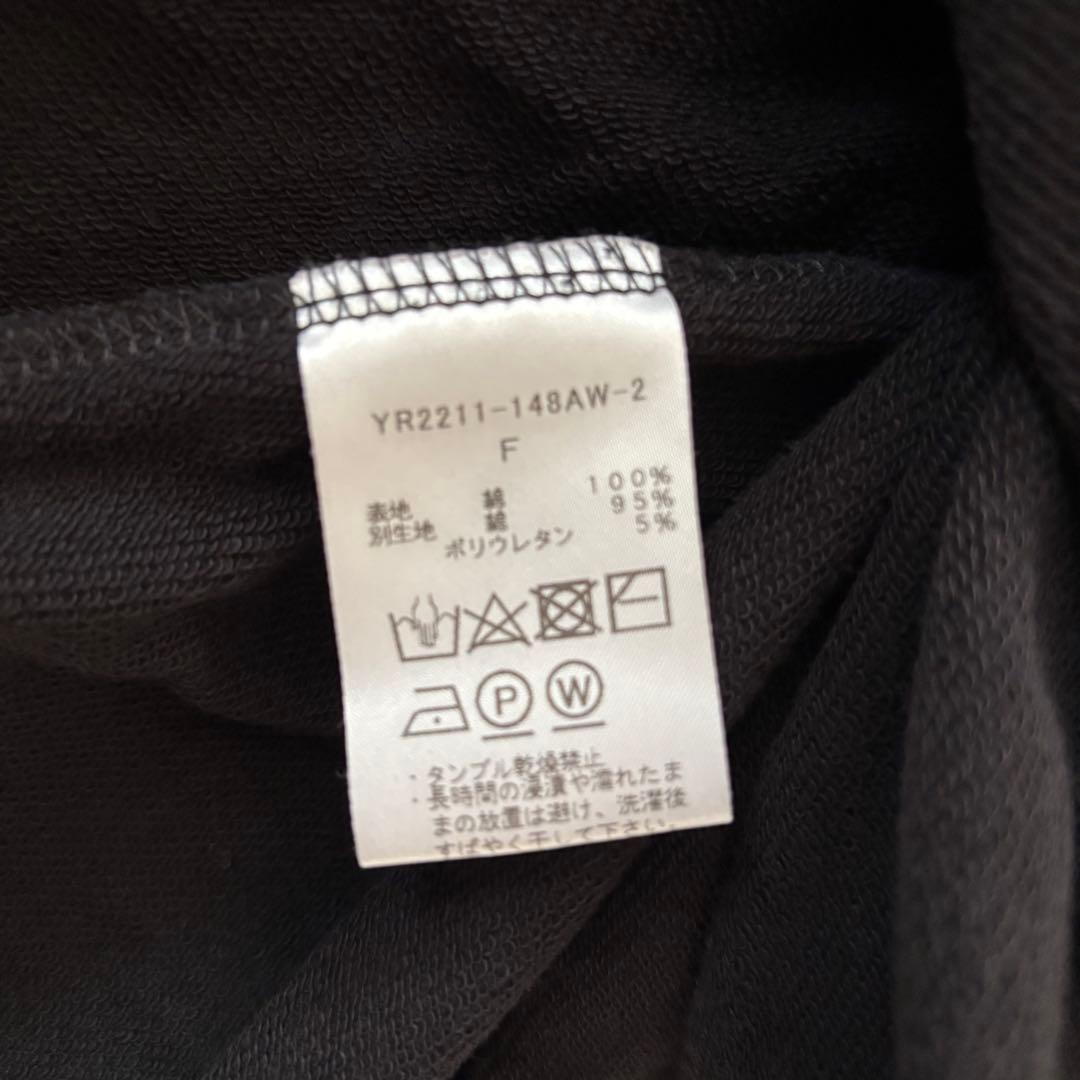 YR2211-148AW-2
F
表地 綿 100%
別生地 綿 95%
ポリウレタン 5%
P W
・タンブル乾燥禁止
・長時間の浸漬や濡れたま
まの放置は避け、洗濯後
すばやく干して下さい。